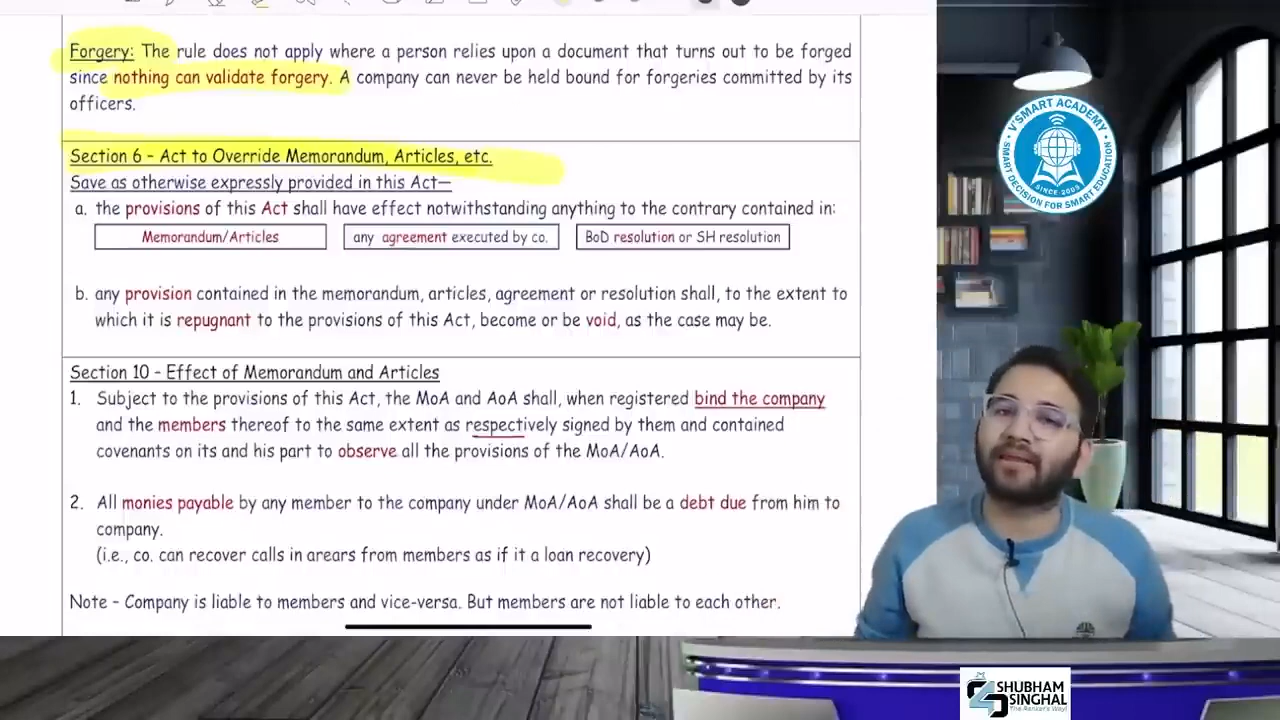 Forgery: The rule does not apply where a person relies upon a document that turns out to be forged
since nothing can validate forgery. A company can never be held bound for forgeries committed by its
officers.
Section 6 – Act to Override Memorandum, Articles, etc.
Save as otherwise expressly provided in this Act—
a. the provisions of this Act shall have effect notwithstanding anything to the contrary contained in:
Memorandum/Articles
any agreement executed by co.
BoD resolution or SH resolution
b. any provision contained in the memorandum, articles, agreement or resolution shall, to the extent to
which it is repugnant to the provisions of this Act, become or be void, as the case may be.
Section 10 – Effect of Memorandum and Articles
1. Subject to the provisions of this Act, the MoA and AoA shall, when registered bind the company
and the members thereof to the same extent as respectively signed by them and contained
covenants on its and his part to observe all the provisions of the MoA/AoA.
2. All monies payable by any member to the company under MoA/AoA shall be a debt due from him to
company.
(i.e., co. can recover calls in arears from members as if it a loan recovery)
Note – Company is liable to members and vice-versa. But members are not liable to each other.
V'SMART ACADEMY
SINCE-2009
SMART DECISION FOR SMART EDUCATION
SHUBHAM
SINGHAL
The Ranker's Way!